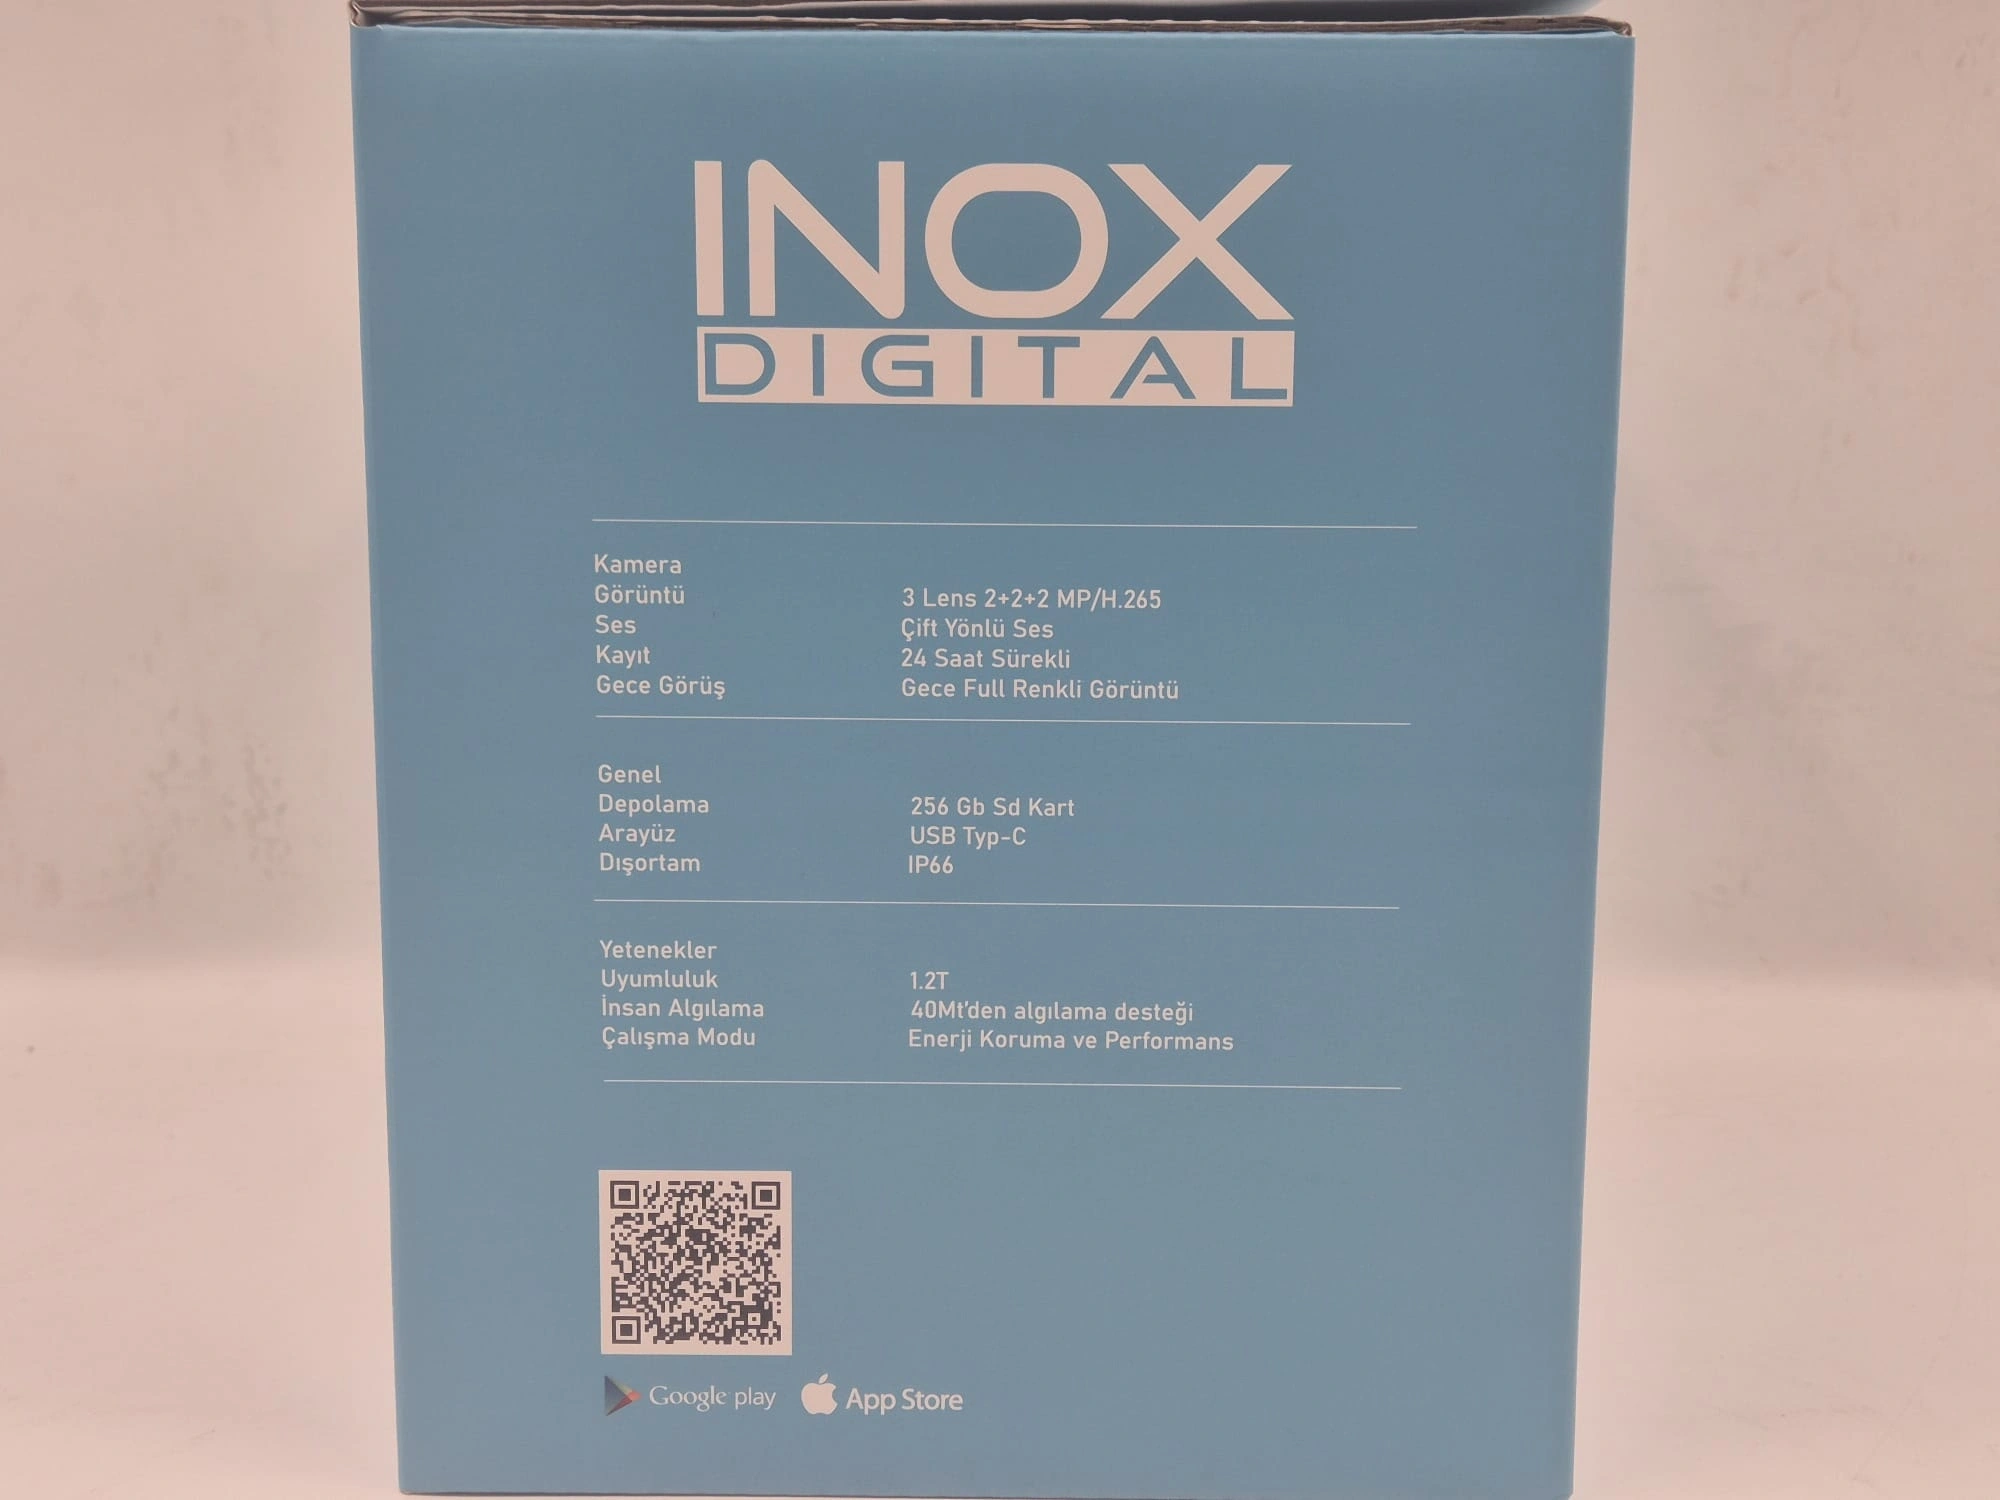 INOX
DIGITAL
Kamera
Görüntü 3 Lens 2+2+2 MP/H.265
Ses Çift Yönlü Ses
Kayıt 24 Saat Sürekli
Gece Görüş Gece Full Renkli Görüntü
Genel
Depolama 256 Gb Sd Kart
Arayüz USB Typ-C
Dışortam IP66
Yetenekler
Uyumluluk 1.2T
İnsan Algılama 40Mt'den algılama desteği
Çalışma Modu Enerji Koruma ve Performans
Google play App Store